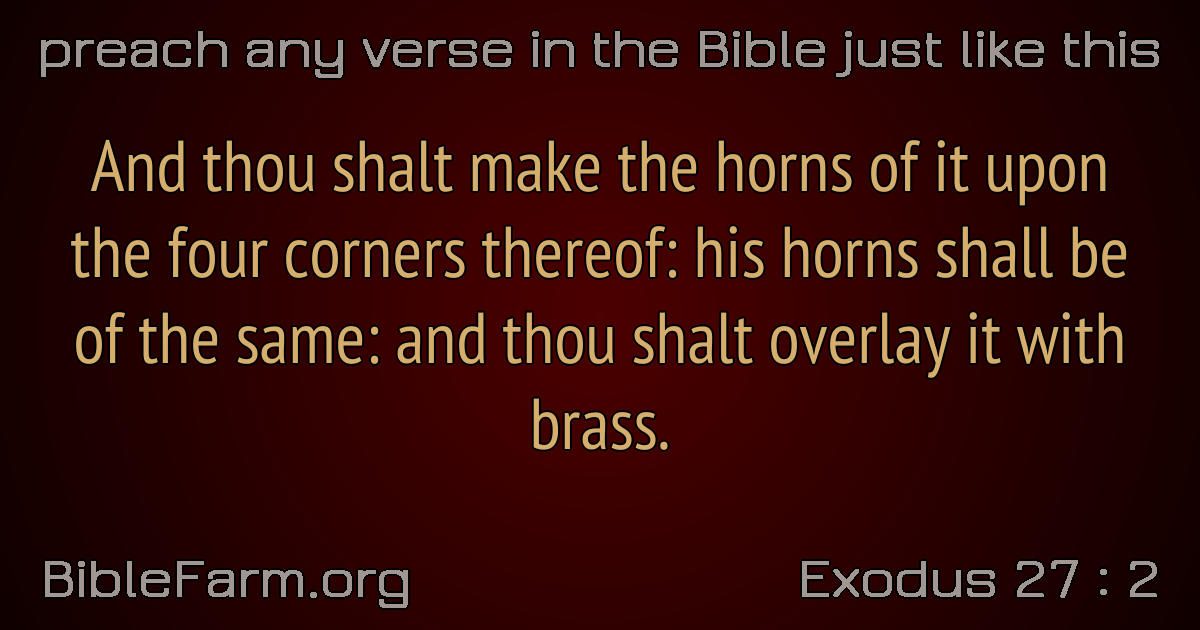 preach any verse in the Bible just like this
And thou shalt make the horns of it upon
the four corners thereof: his horns shall be
of the same: and thou shalt overlay it with
brass.
BibleFarm.org
Exodus 27 : 2